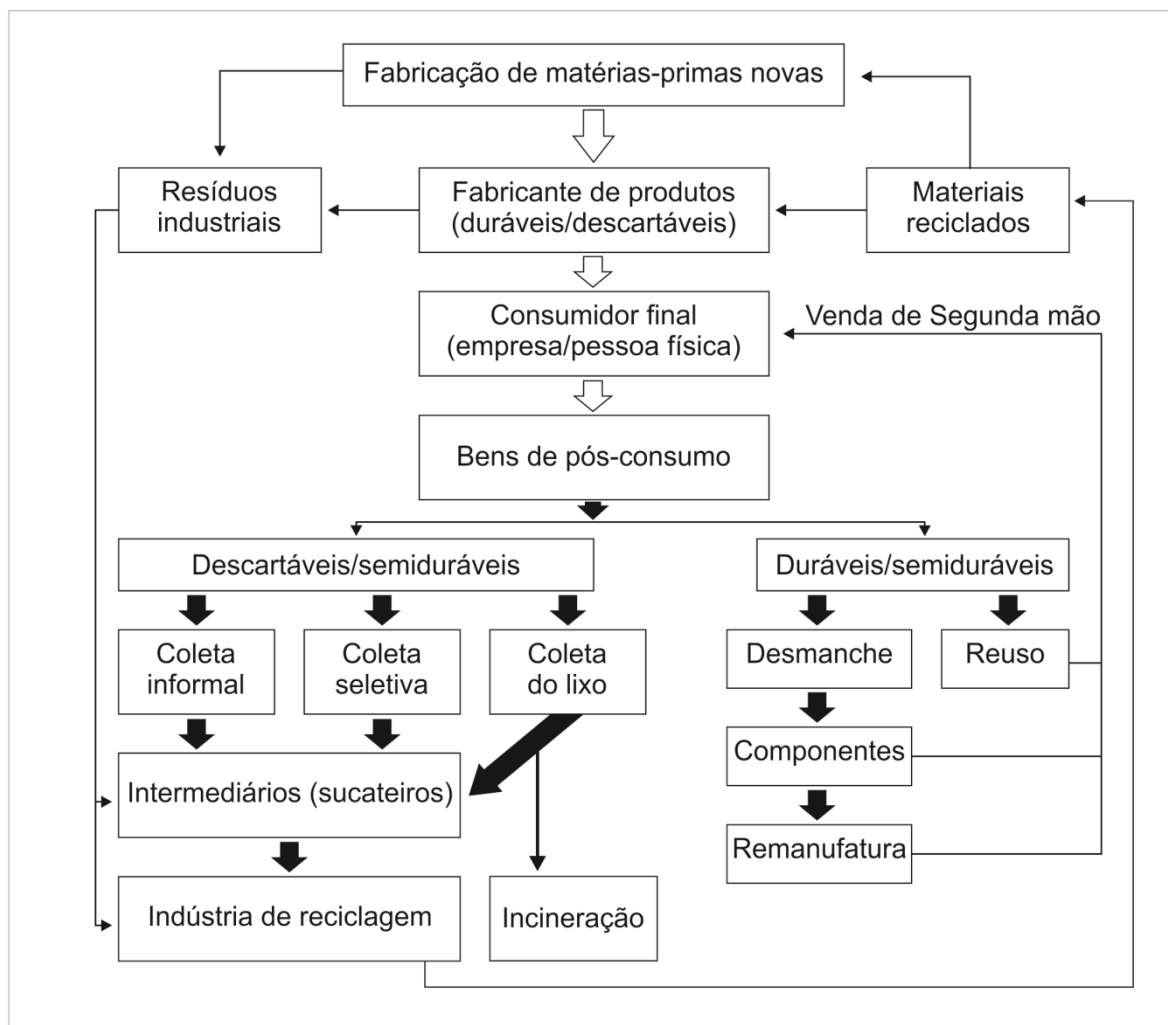 Fabricação de matérias-primas novas
Resíduos
industriais
Fabricante de produtos
(duráveis/descartáveis)
Materiais
reciclados
Consumidor final
(empresa/pessoa física)
Venda de Segunda mão
Bens de pós-consumo
Descartáveis/semiduráveis
Duráveis/semiduráveis
Coleta
informal
Coleta
seletiva
Coleta
do lixo
Desmanche
Reuso
Componentes
Intermediários (sucateiros)
Remanufatura
Indústria de reciclagem
Incineração